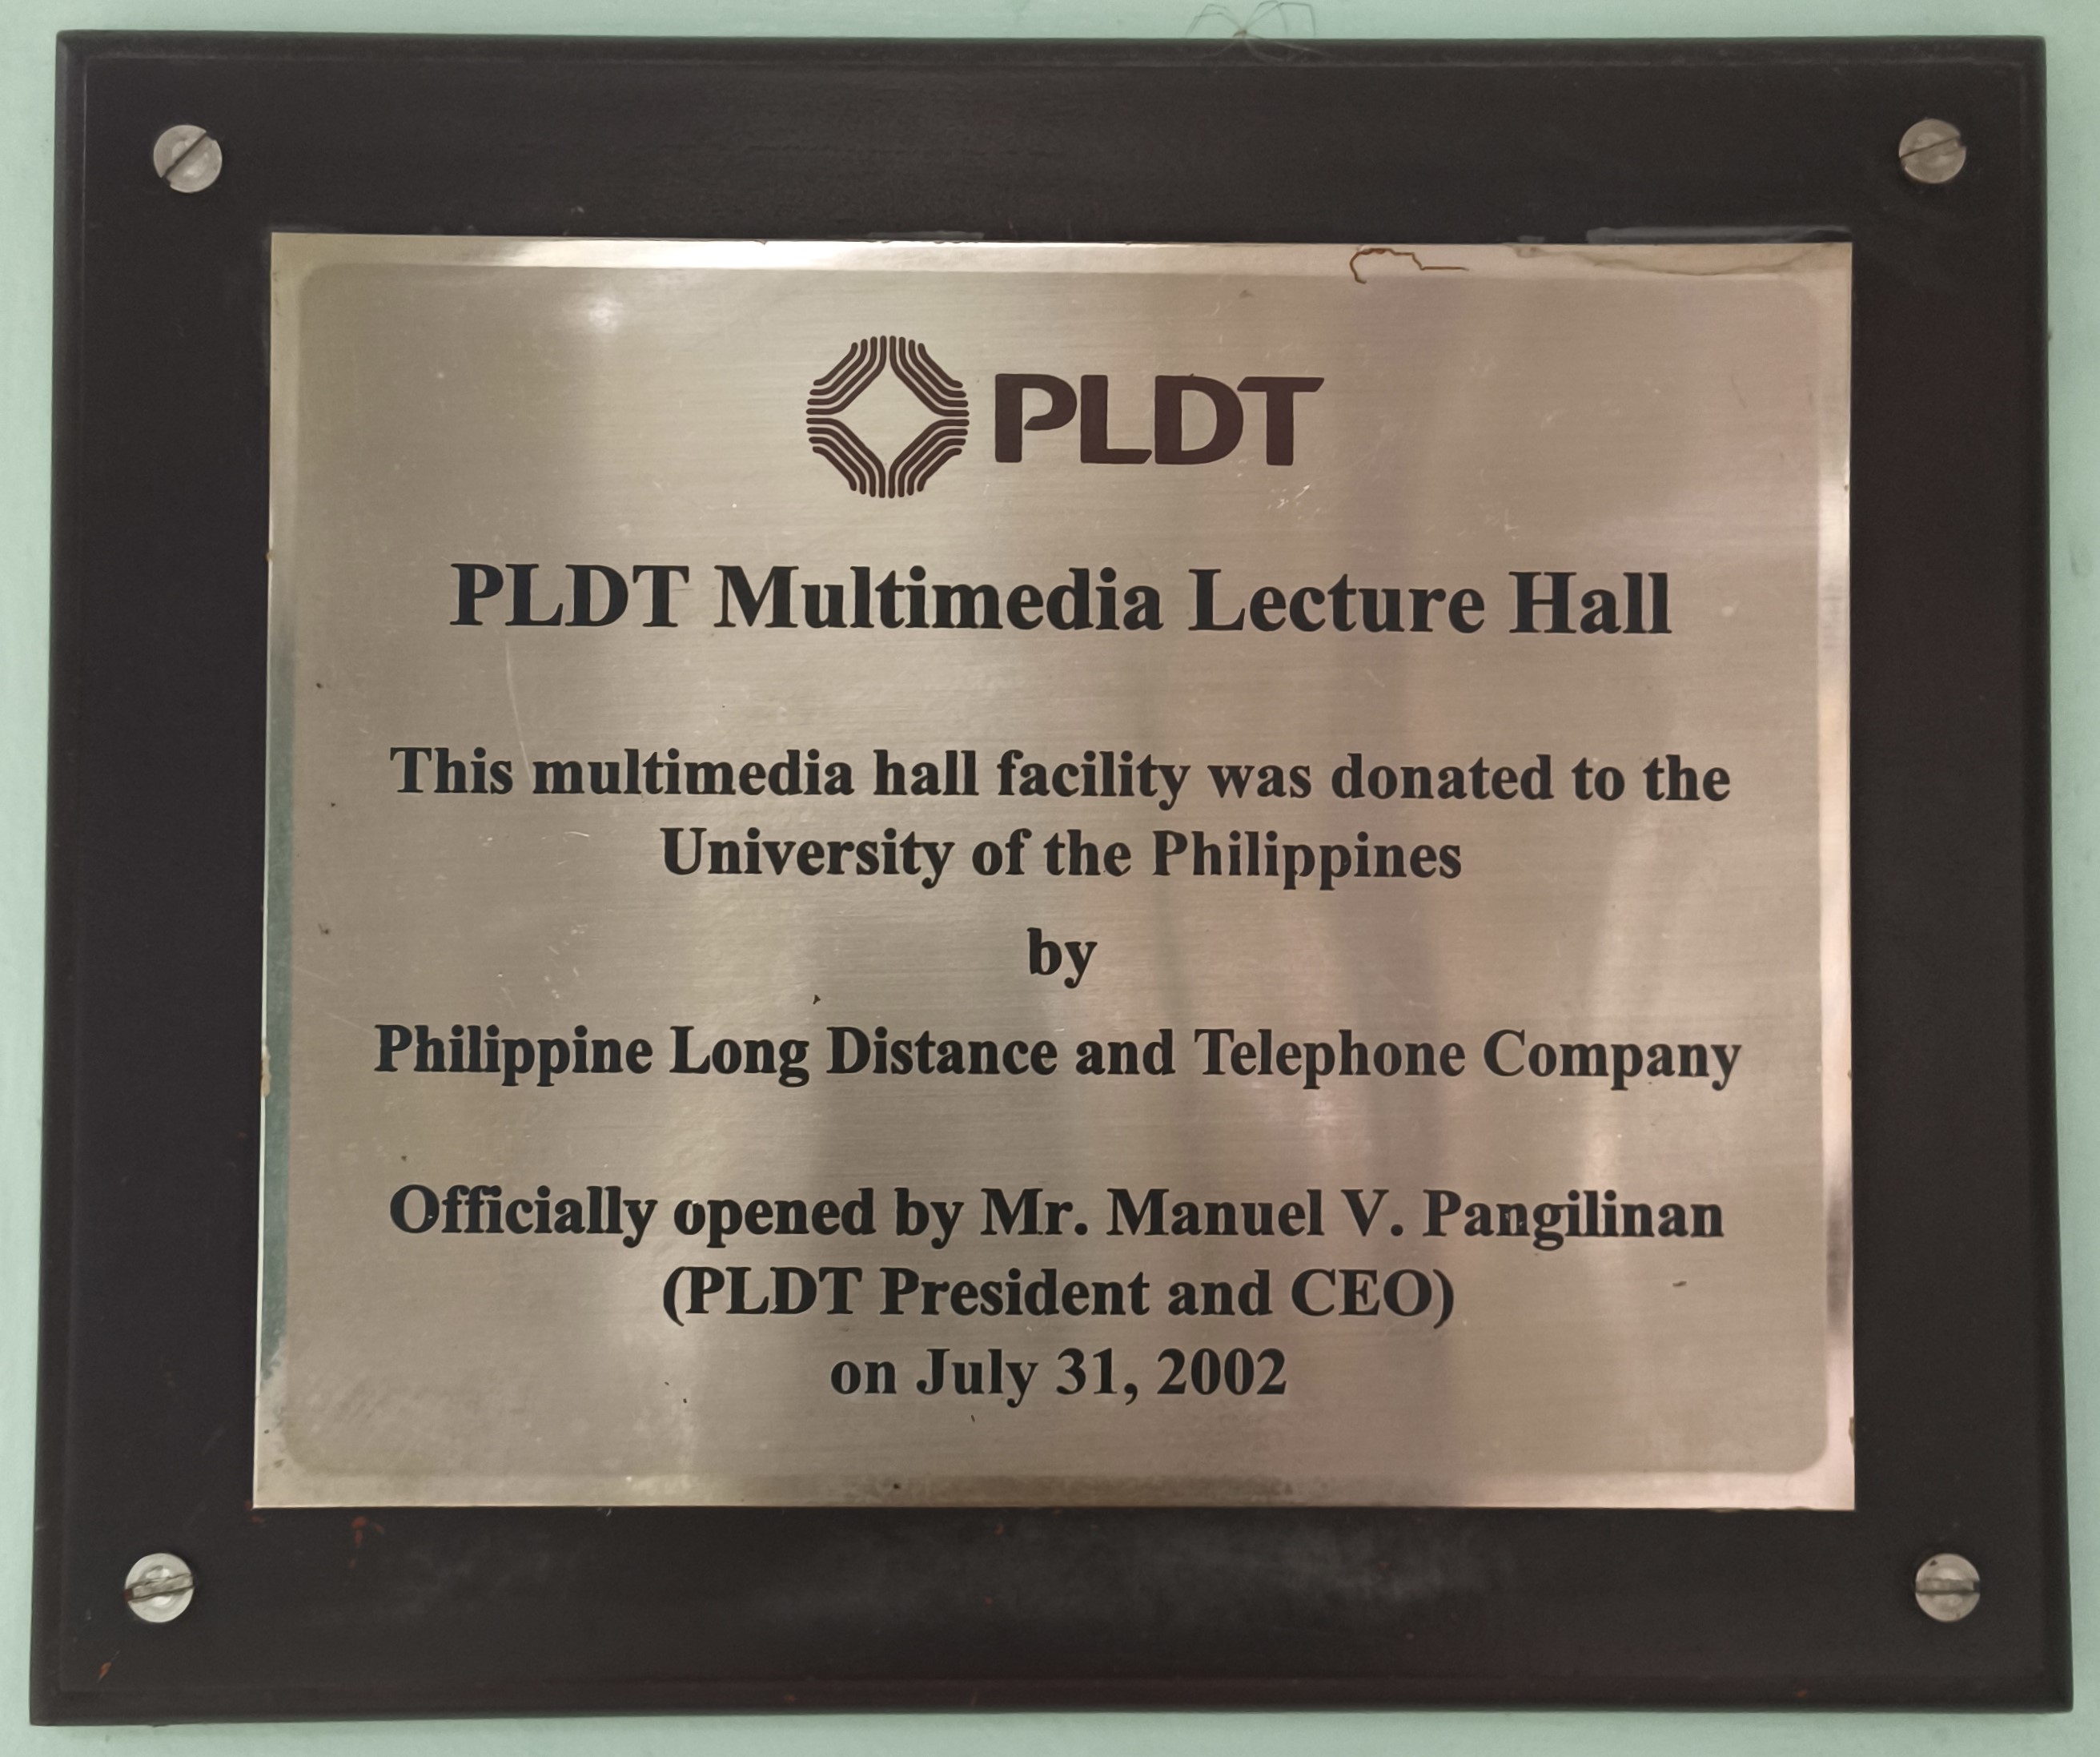 PLDT
PLDT Multimedia Lecture Hall
This multimedia hall facility was donated to the
University of the Philippines
by
Philippine Long Distance and Telephone Company
Officially opened by Mr. Manuel V. Pangilinan
(PLDT President and CEO)
on July 31, 2002